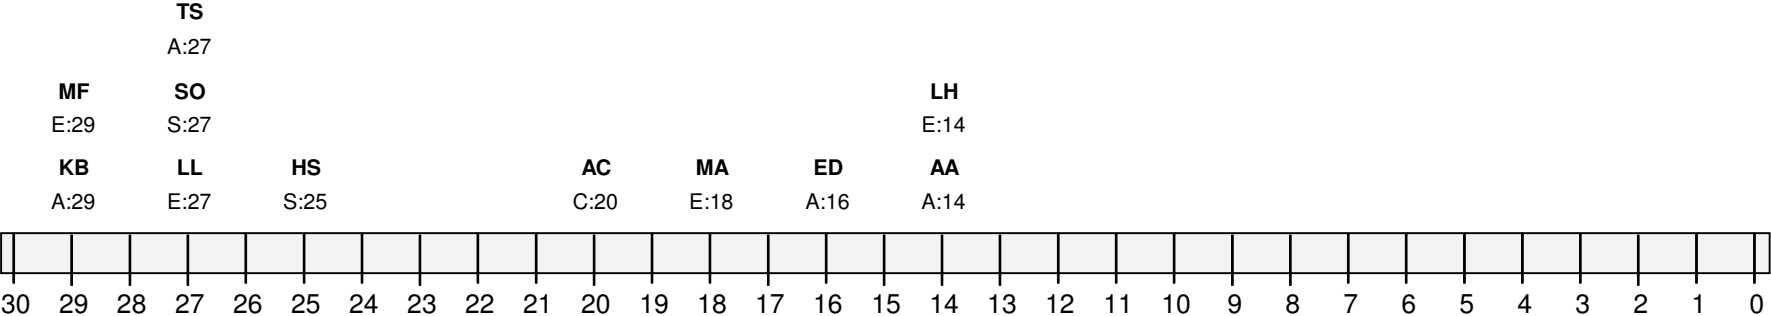 TS
A:27
MF SO LH
E:29 S:27 E:14
KB LL HS AC MA ED AA
A:29 E:27 S:25 C:20 E:18 A:16 A:14
30 29 28 27 26 25 24 23 22 21 20 19 18 17 16 15 14 13 12 11 10 9 8 7 6 5 4 3 2 1 0